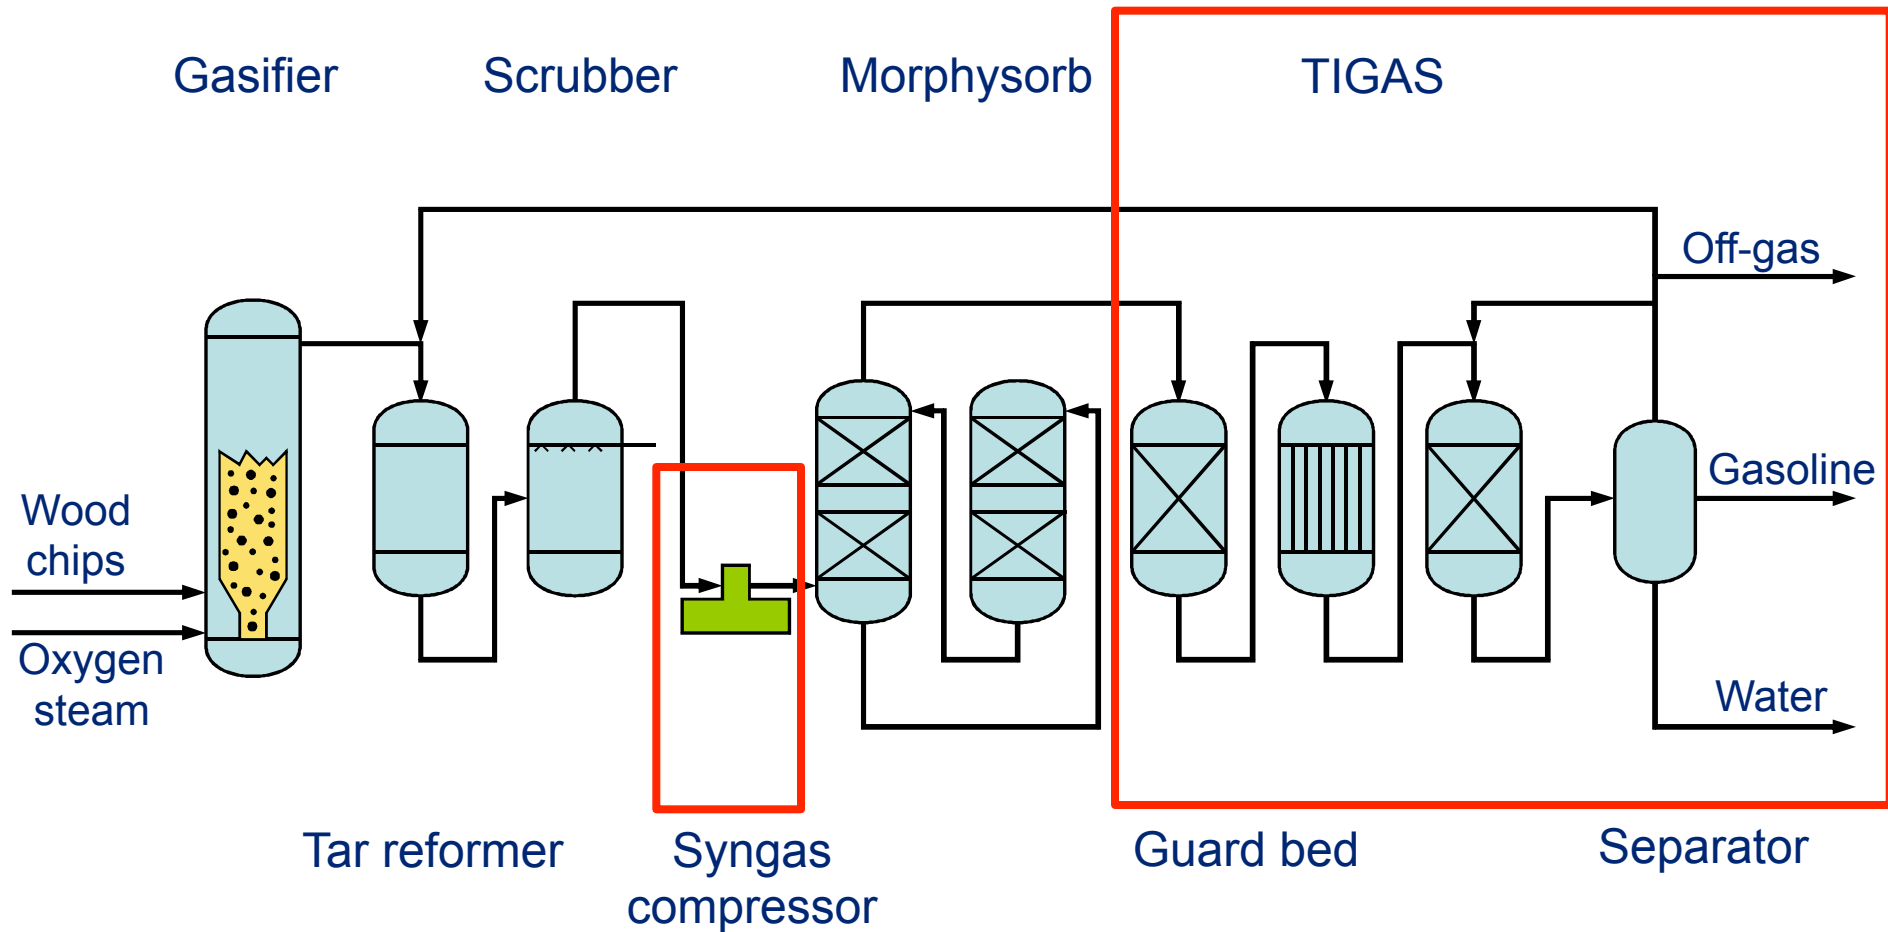 Gasifier
Scrubber
Morphysorb
TIGAS
Off-gas
Gasoline
Wood
chips
Oxygen
steam
Water
Tar reformer
Syngas
compressor
Guard bed
Separator